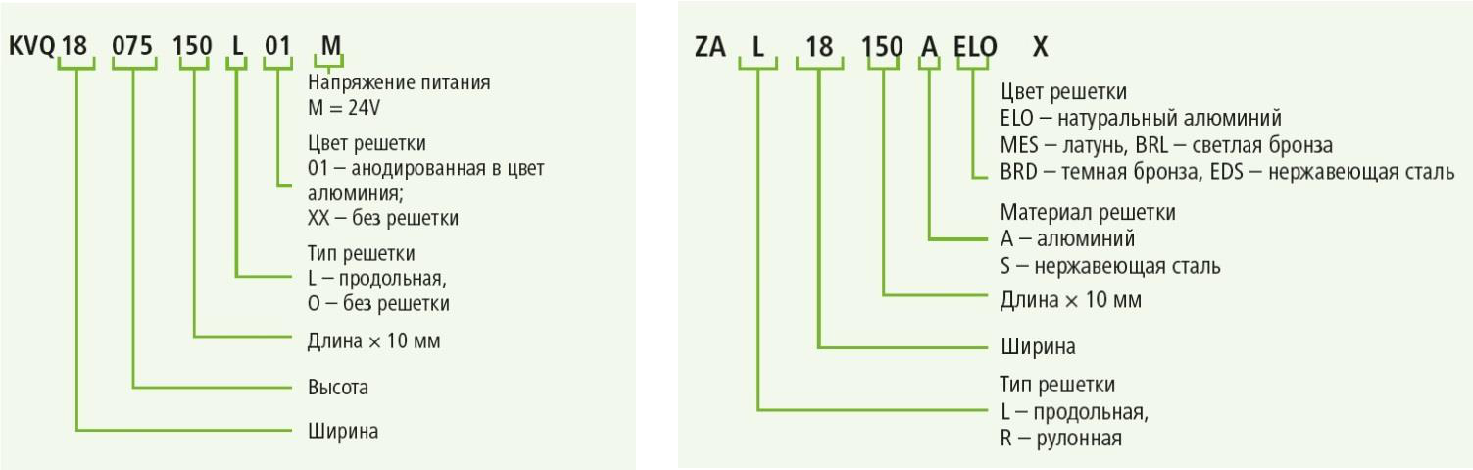 KVQ 18 075 150 L 01 M
Напряжение питания
M = 24V
Цвет решетки
01 – анодированная в цвет
алюминия;
XX – без решетки
Тип решетки
L – продольная,
O – без решетки
Длина × 10 мм
Высота
Ширина
ZA L 18 150 A ELO X
Цвет решетки
ELO – натуральный алюминий
MES – латунь, BRL – светлая бронза
BRD – темная бронза, EDS – нержавеющая сталь
Материал решетки
A – алюминий
S – нержавеющая сталь
Длина × 10 мм
Ширина
Тип решетки
L – продольная,
R – рулонная